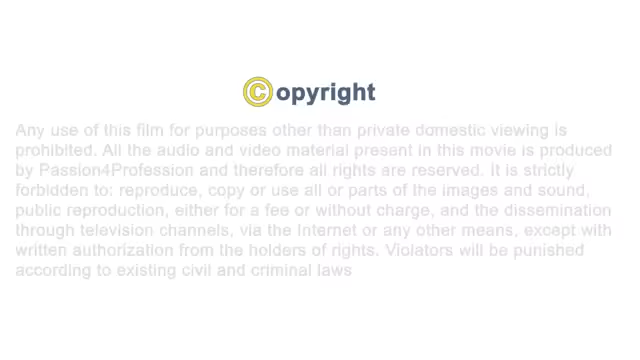 ©opyright
Any use of this film for purposes other than private domestic viewing is
prohibited. All the audio and video material present in this movie is produced
by Passion4Profession and therefore all rights are reserved. It is strictly
forbidden to: reproduce, copy or use all or parts of the images and sound,
public reproduction, either for a fee or without charge, and the dissemination
through television channels, via the Internet or any other means, except with
written authorization from the holders of rights. Violators will be punished
according to existing civil and criminal laws